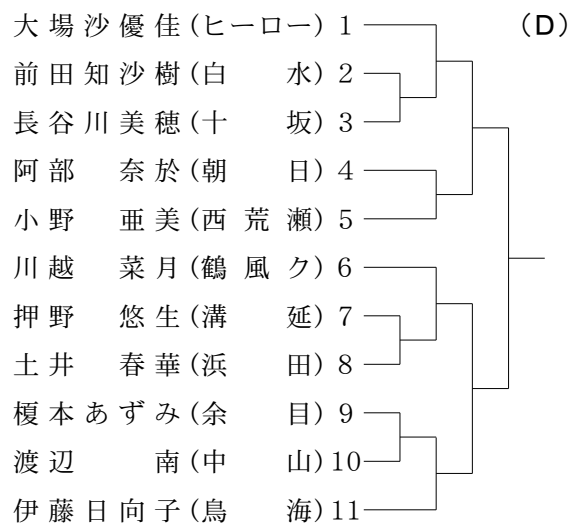 大場沙優佳(ヒーロー) 1 （D）
前田知沙樹(白 水) 2
長谷川美穂(十 坂) 3
阿部 奈於(朝 日) 4
小野 亜美(西荒瀬) 5
川越 菜月(鶴風ク) 6
押野 悠生(溝 延) 7
土井 春華(浜 田) 8
榎本あずみ(余 目) 9
渡辺 南(中 山) 10
伊藤日向子(鳥 海) 11